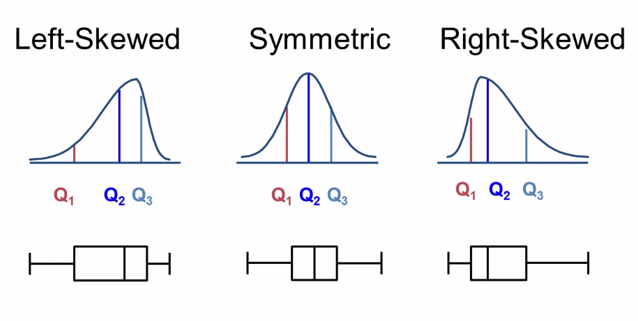 Left-Skewed Symmetric Right-Skewed
Q₁ Q₂ Q₃ Q₁ Q₂ Q₃ Q₁ Q₂ Q₃